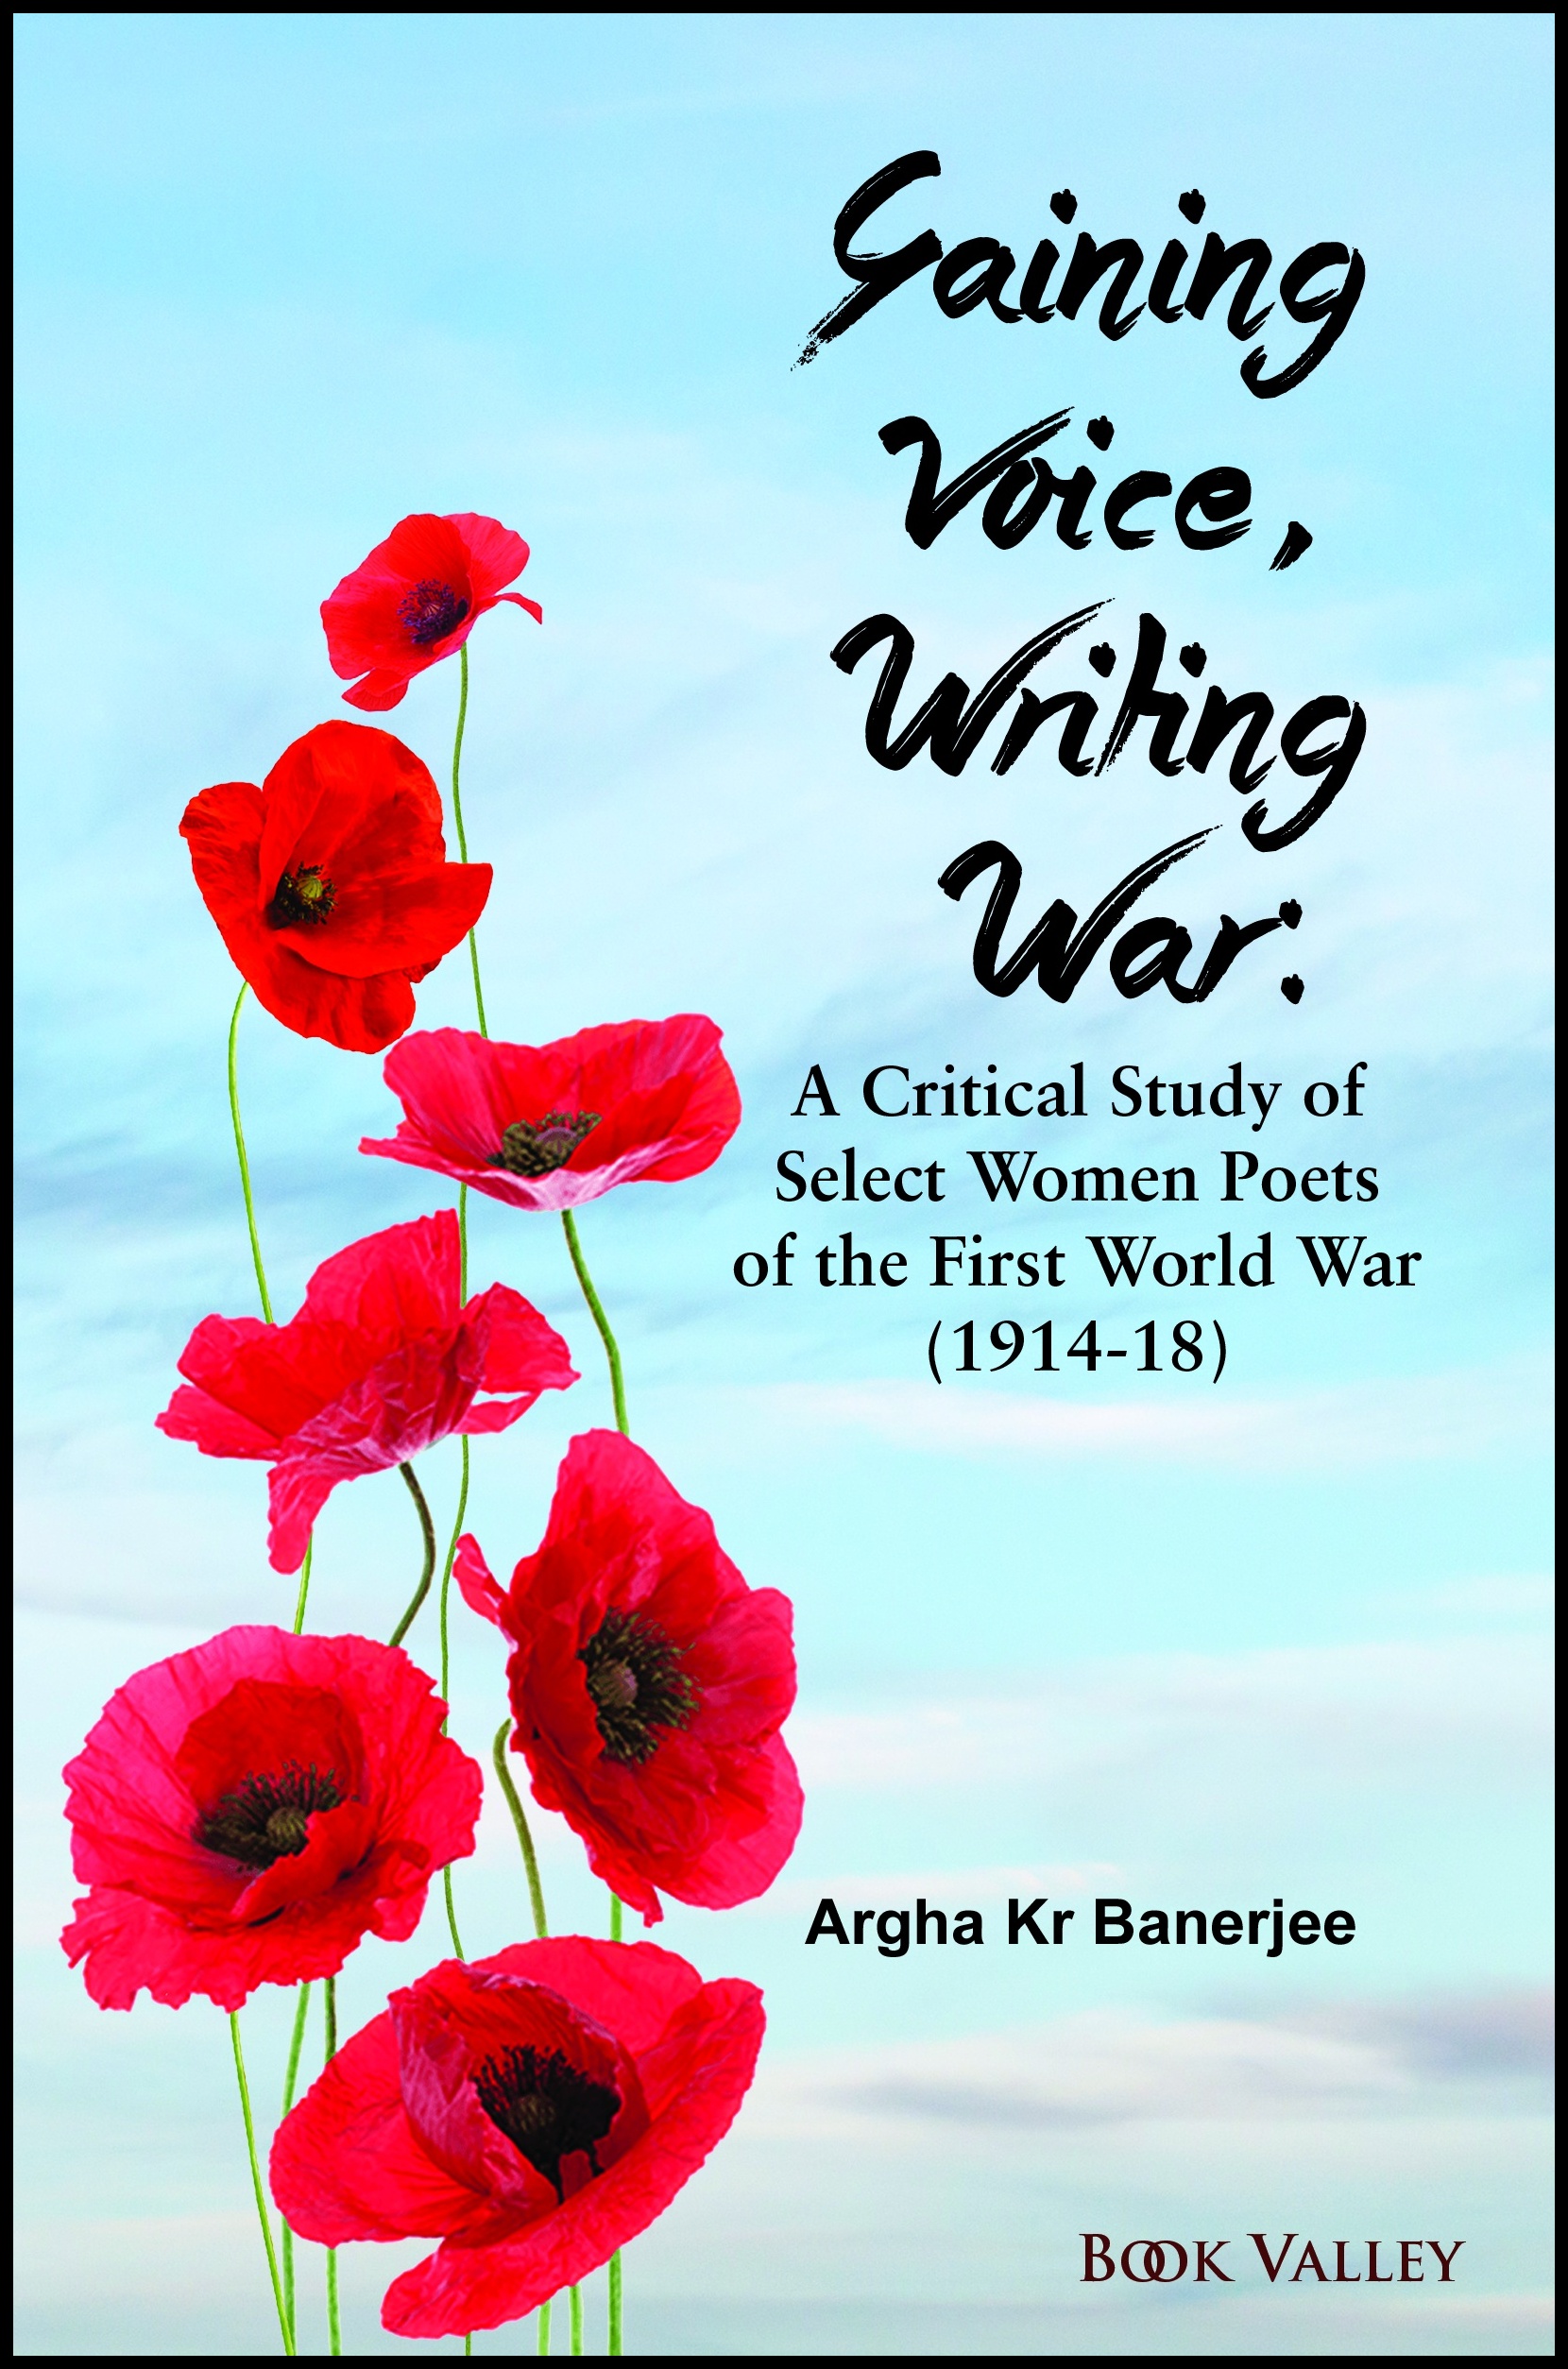 Gaining
Voice,
Writing
War:
A Critical Study of
Select Women Poets
of the First World War
(1914-18)
Argha Kr Banerjee
BOOK VALLEY